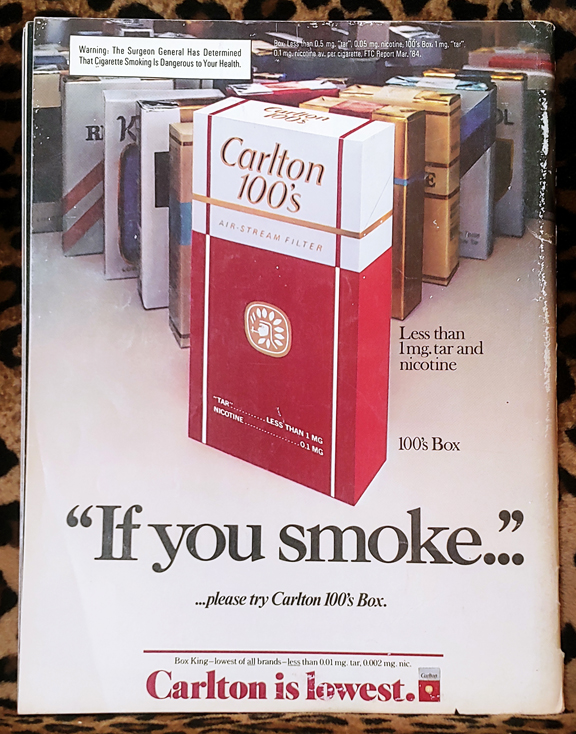 Warning: The Surgeon General Has Determined
That Cigarette Smoking Is Dangerous to Your Health.
Box: Less than 0.5 mg. "tar", 0.05 mg. nicotine; 100's Box: 1 mg. "tar",
0.1 mg. nicotine av. per cigarette, FTC Report Mar. '84.
Carlton
100's
Carlton
100's
AIR-STREAM FILTER
"TAR"..........LESS THAN 1 MG
NICOTINE....................0.1 MG
Less than
1 mg. tar and
nicotine
100's Box
"If you smoke..."
...please try Carlton 100's Box.
Box King–lowest of all brands–less than 0.01 mg. tar, 0.002 mg. nic.
Carlton is lowest.
Carlton